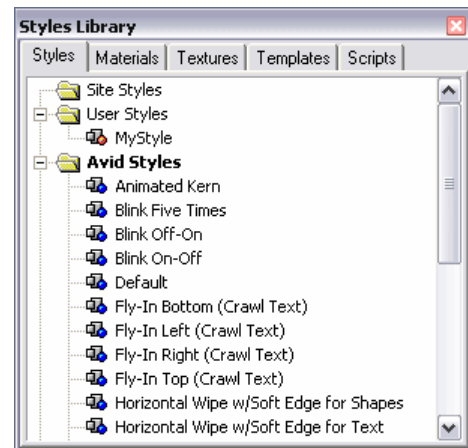 Styles Library
Styles Materials Textures Templates Scripts
Site Styles
User Styles
MyStyle
Avid Styles
Animated Kern
Blink Five Times
Blink Off-On
Blink On-Off
Default
Fly-In Bottom (Crawl Text)
Fly-In Left (Crawl Text)
Fly-In Right (Crawl Text)
Fly-In Top (Crawl Text)
Horizontal Wipe w/Soft Edge for Shapes
Horizontal Wipe w/Soft Edge for Text